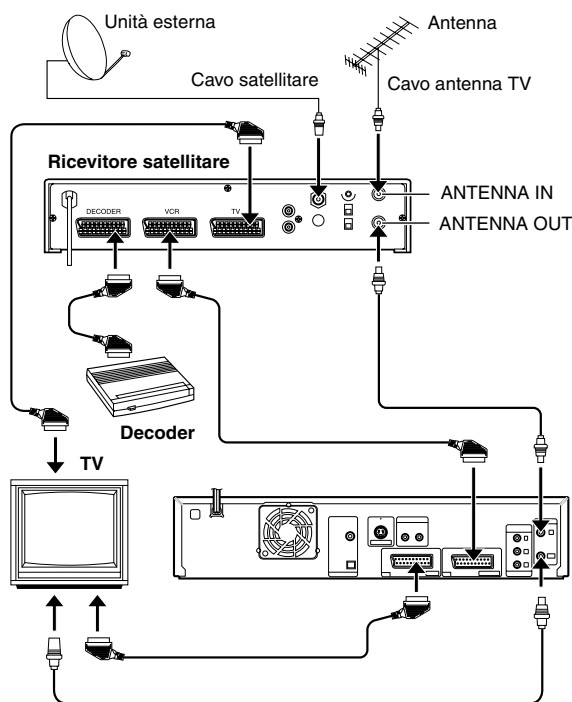 Unità esterna
Antenna
Cavo satellitare
Cavo antenna TV
Ricevitore satellitare
DECODER
VCR
TV
ANTENNA IN
ANTENNA OUT
Decoder
TV